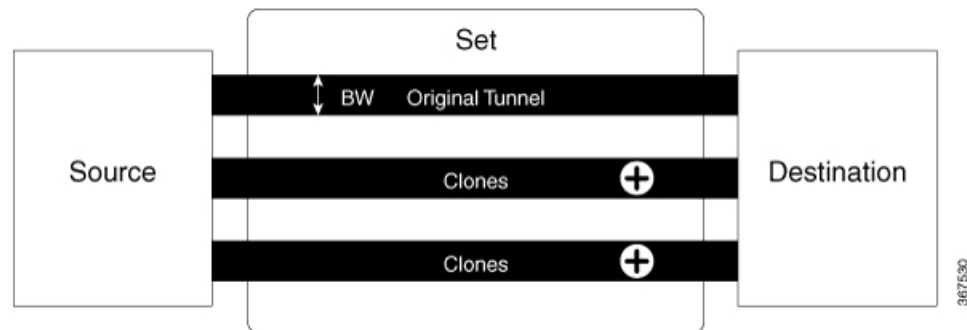 Set
BW Original Tunnel
Source
Clones
Destination
Clones
367530